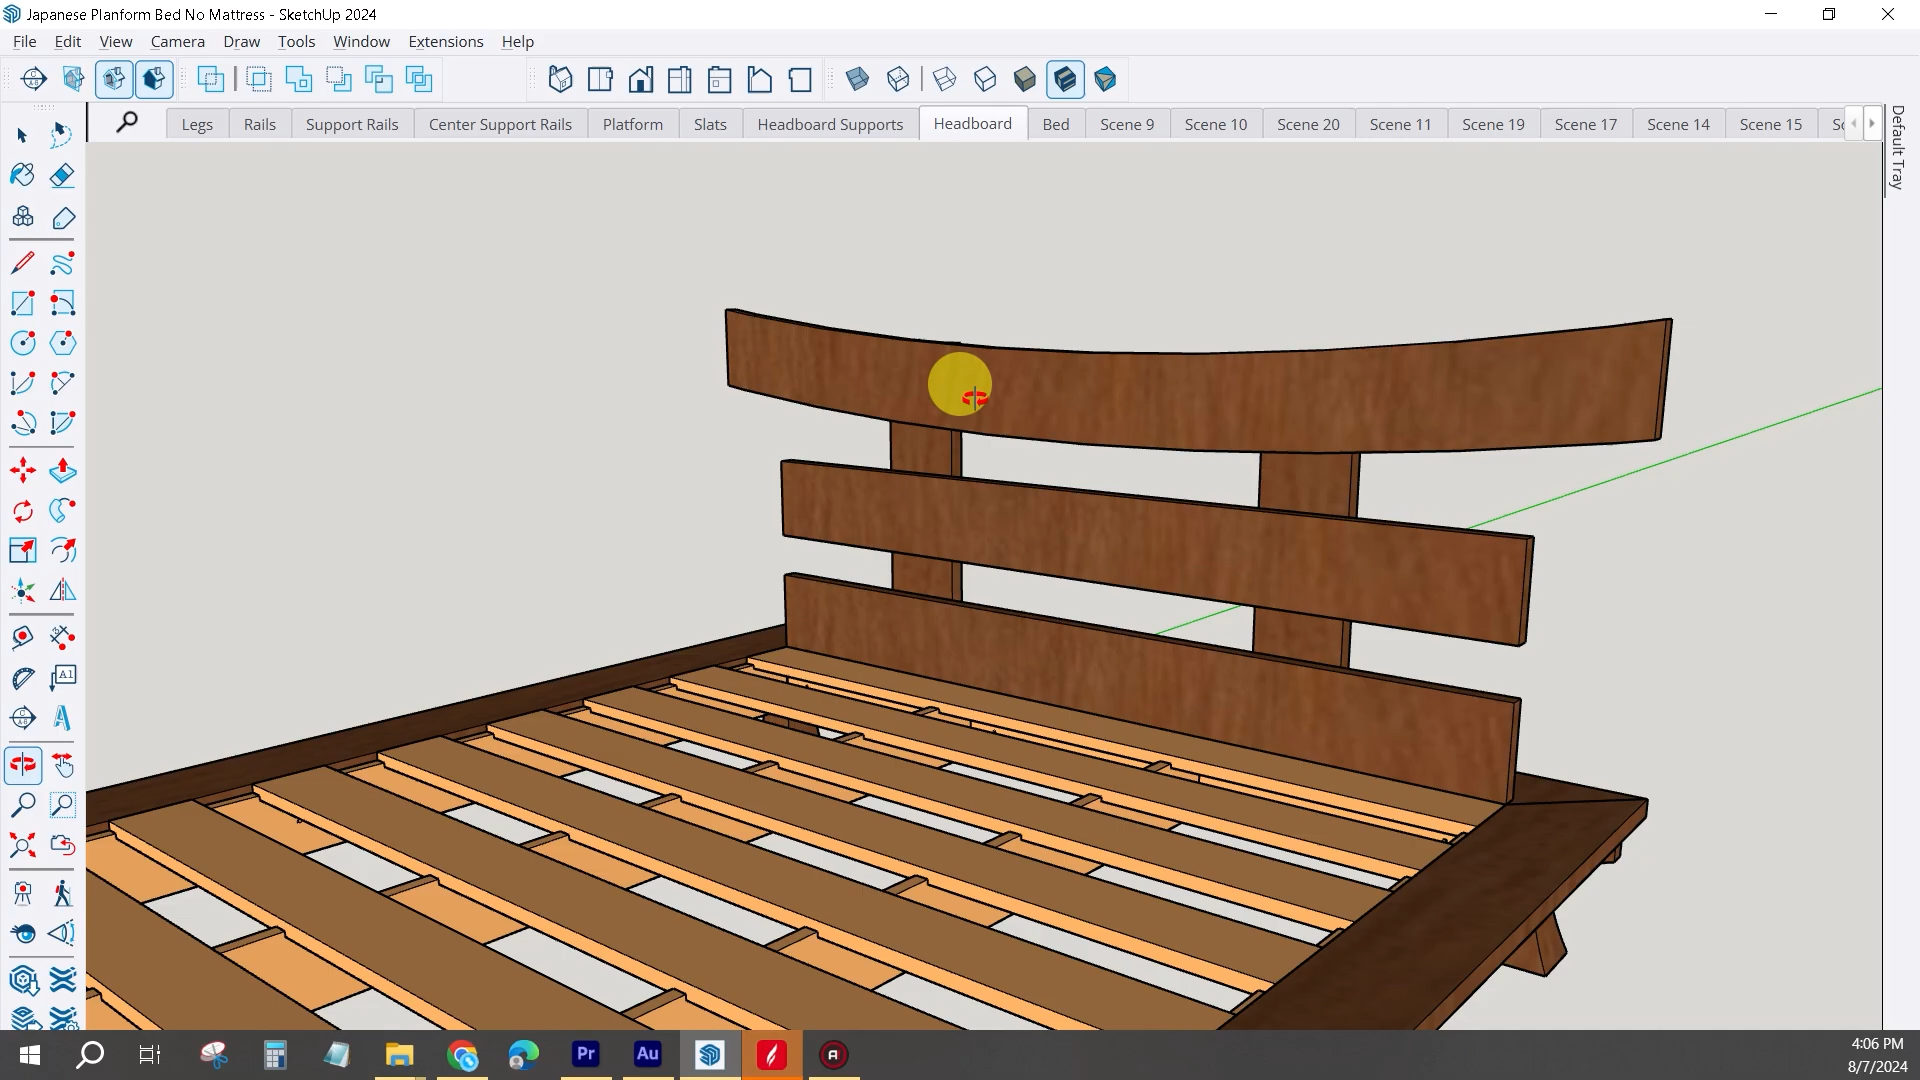 Japanese Planform Bed No Mattress - SketchUp 2024
File Edit View Camera Draw Tools Window Extensions Help
Legs Rails Support Rails Center Support Rails Platform Slats Headboard Supports Headboard Bed Scene 9 Scene 10 Scene 20 Scene 11 Scene 19 Scene 17 Scene 14 Scene 15 Sc
Default Tray
A1
Pr Au
4:06 PM
8/7/2024